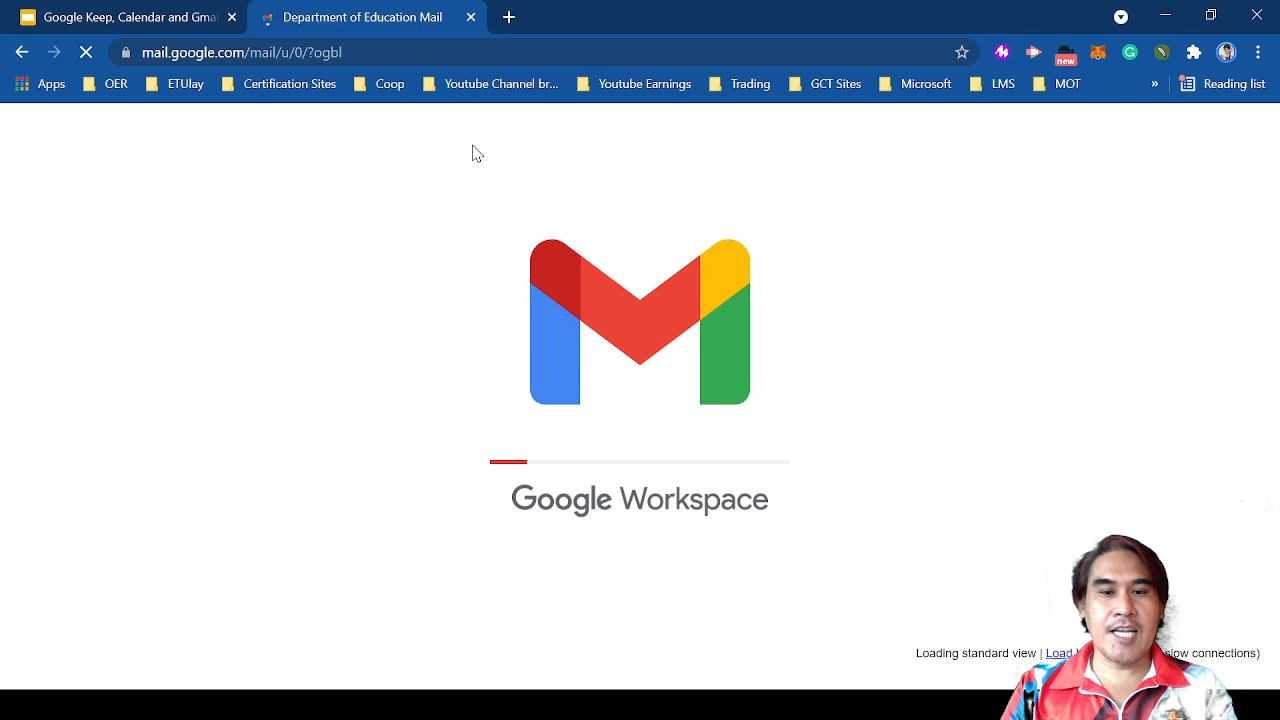 Google Keep, Calendar and Gma
Department of Education Mail
mail.google.com/mail/u/0/?ogbl
new
Apps
OER
ETUlay
Certification Sites
Coop
Youtube Channel br...
Youtube Earnings
Trading
GCT Sites
Microsoft
LMS
MOT
»
Reading list
Google Workspace
Loading standard view | Load
slow connections)